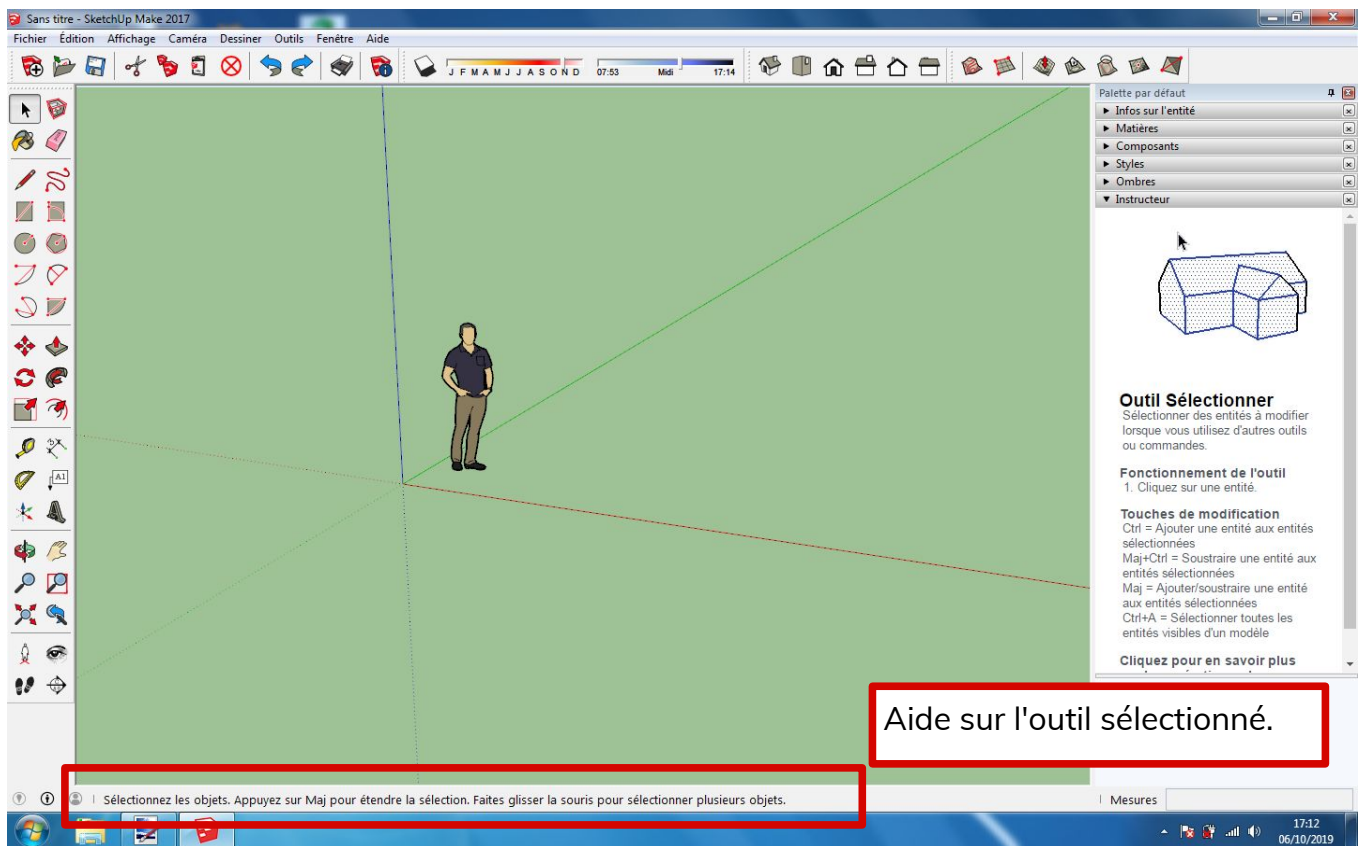 Sans titre - SketchUp Make 2017
Fichier Édition Affichage Caméra Dessiner Outils Fenêtre Aide
J F M A M J J A S O N D 07:53 Midi 17:14
Palette par défaut
Infos sur l'entité
Matières
Composants
Styles
Ombres
Instructeur
A1
Outil Sélectionner
Sélectionner des entités à modifier
lorsque vous utilisez d'autres outils
ou commandes.
Fonctionnement de l'outil
1. Cliquez sur une entité.
Touches de modification
Ctrl = Ajouter une entité aux entités
sélectionnées
Maj+Ctrl = Soustraire une entité aux
entités sélectionnées
Maj = Ajouter/soustraire une entité
aux entités sélectionnées
Ctrl+A = Sélectionner toutes les
entités visibles d'un modèle
Cliquez pour en savoir plus
Aide sur l'outil sélectionné.
Sélectionnez les objets. Appuyez sur Maj pour étendre la sélection. Faites glisser la souris pour sélectionner plusieurs objets.
Mesures
17:12
06/10/2019